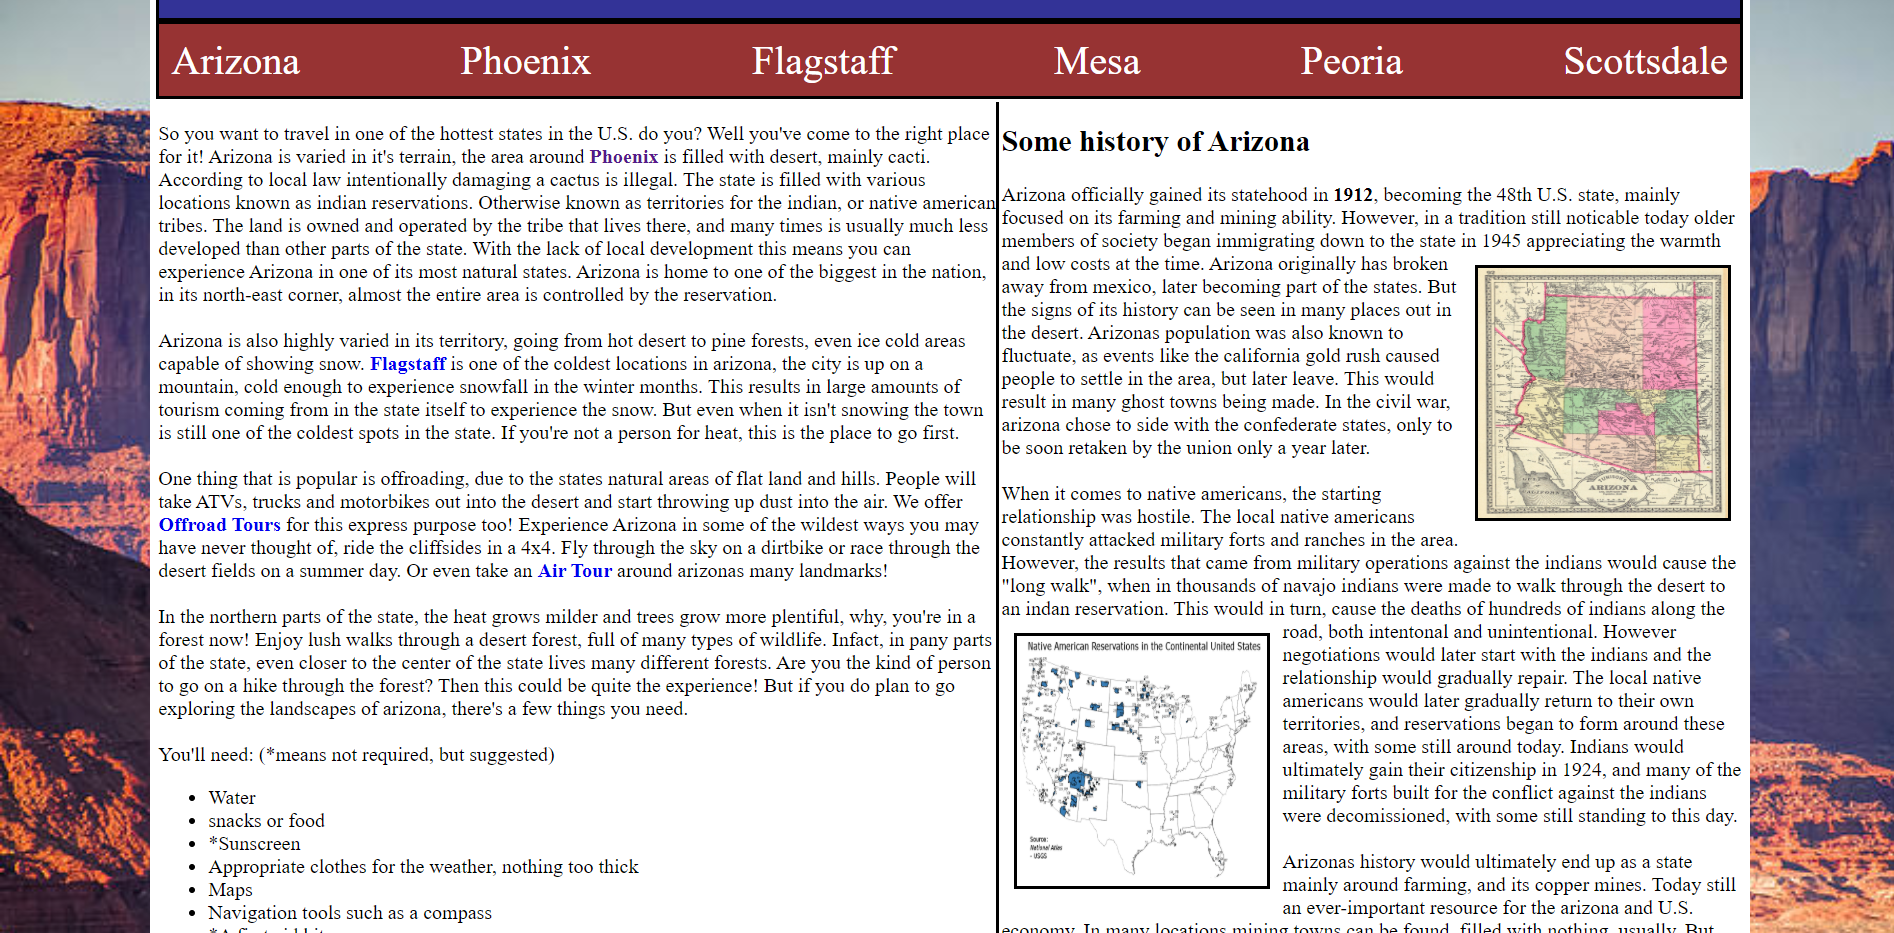 Arizona Phoenix Flagstaff Mesa Peoria Scottsdale
So you want to travel in one of the hottest states in the U.S. do you? Well you've come to the right place
for it! Arizona is varied in it's terrain, the area around Phoenix is filled with desert, mainly cacti.
According to local law intentionally damaging a cactus is illegal. The state is filled with various
locations known as indian reservations. Otherwise known as territories for the indian, or native american
tribes. The land is owned and operated by the tribe that lives there, and many times is usually much less
developed than other parts of the state. With the lack of local development this means you can
experience Arizona in one of its most natural states. Arizona is home to one of the biggest in the nation,
in its north-east corner, almost the entire area is controlled by the reservation.
Arizona is also highly varied in its territory, going from hot desert to pine forests, even ice cold areas
capable of showing snow. Flagstaff is one of the coldest locations in arizona, the city is up on a
mountain, cold enough to experience snowfall in the winter months. This results in large amounts of
tourism coming from in the state itself to experience the snow. But even when it isn't snowing the town
is still one of the coldest spots in the state. If you're not a person for heat, this is the place to go first.
One thing that is popular is offroading, due to the states natural areas of flat land and hills. People will
take ATVs, trucks and motorbikes out into the desert and start throwing up dust into the air. We offer
Offroad Tours for this express purpose too! Experience Arizona in some of the wildest ways you may
have never thought of, ride the cliffsides in a 4x4. Fly through the sky on a dirtbike or race through the
desert fields on a summer day. Or even take an Air Tour around arizonas many landmarks!
In the northern parts of the state, the heat grows milder and trees grow more plentiful, why, you're in a
forest now! Enjoy lush walks through a desert forest, full of many types of wildlife. Infact, in pany parts
of the state, even closer to the center of the state lives many different forests. Are you the kind of person
to go on a hike through the forest? Then this could be quite the experience! But if you do plan to go
exploring the landscapes of arizona, there's a few things you need.
You'll need: (*means not required, but suggested)
• Water
• snacks or food
• *Sunscreen
• Appropriate clothes for the weather, nothing too thick
• Maps
• Navigation tools such as a compass
Some history of Arizona
Arizona officially gained its statehood in 1912, becoming the 48th U.S. state, mainly
focused on its farming and mining ability. However, in a tradition still noticable today older
members of society began immigrating down to the state in 1945 appreciating the warmth
and low costs at the time. Arizona originally has broken
away from mexico, later becoming part of the states. But
the signs of its history can be seen in many places out in
the desert. Arizonas population was also known to
fluctuate, as events like the california gold rush caused
people to settle in the area, but later leave. This would
result in many ghost towns being made. In the civil war,
arizona chose to side with the confederate states, only to
be soon retaken by the union only a year later.
ARIZONA
When it comes to native americans, the starting
relationship was hostile. The local native americans
constantly attacked military forts and ranches in the area.
However, the results that came from military operations against the indians would cause the
"long walk", when in thousands of navajo indians were made to walk through the desert to
an indan reservation. This would in turn, cause the deaths of hundreds of indians along the
road, both intentonal and unintentional. However
negotiations would later start with the indians and the
relationship would gradually repair. The local native
americans would later gradually return to their own
territories, and reservations began to form around these
areas, with some still around today. Indians would
ultimately gain their citizenship in 1924, and many of the
military forts built for the conflict against the indians
were decomissioned, with some still standing to this day.
Native American Reservations in the Continental United States
Source:
National Atlas
- USGS
Arizonas history would ultimately end up as a state
mainly around farming, and its copper mines. Today still
an ever-important resource for the arizona and U.S.
economy. In many locations mining towns can be found, filled with nothing, usually. But